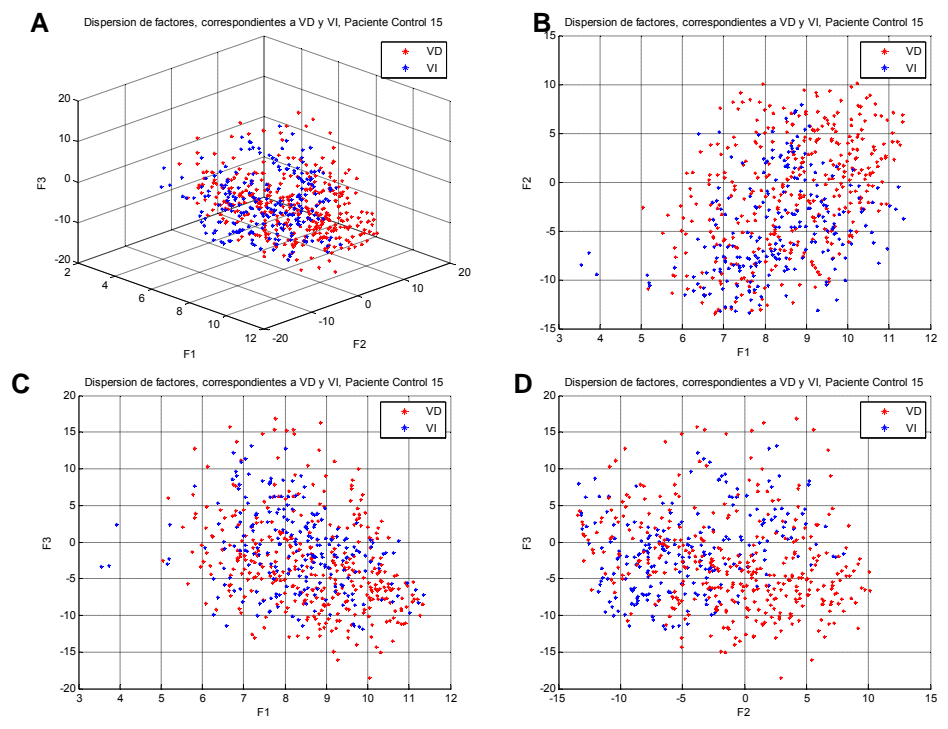 A
Dispersion de factores, correspondientes a VD y VI, Paciente Control 15
VD
VI
20
10
0
-10
-20
F3
2
4
6
8
10
12
F1
-20
-10
0
10
20
F2
B
Dispersion de factores, correspondientes a VD y VI, Paciente Control 15
VD
VI
15
10
5
0
-5
-10
-15
F2
3 4 5 6 7 8 9 10 11 12
F1
C
Dispersion de factores, correspondientes a VD y VI, Paciente Control 15
VD
VI
20
15
10
5
0
-5
-10
-15
-20
F3
3 4 5 6 7 8 9 10 11 12
F1
D
Dispersion de factores, correspondientes a VD y VI, Paciente Control 15
VD
VI
20
15
10
5
0
-5
-10
-15
-20
F3
-15 -10 -5 0 5 10 15
F2